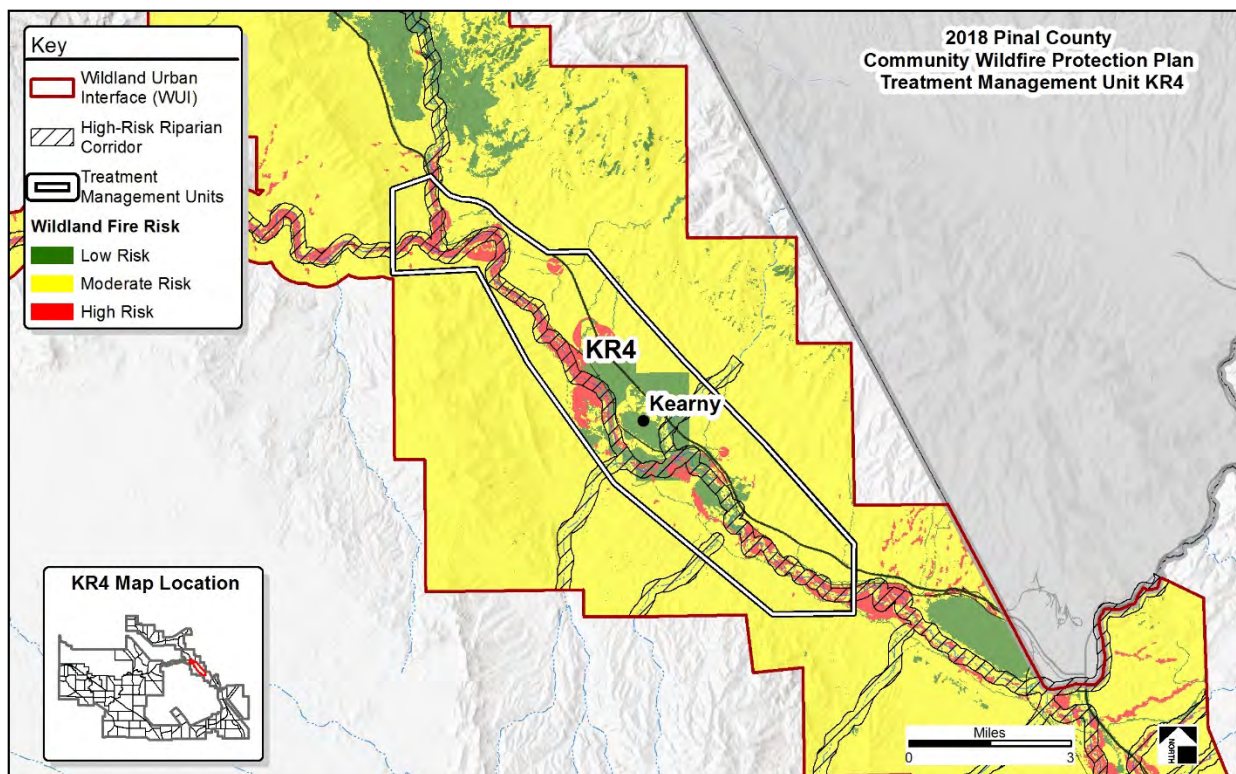 Key
Wildland Urban
Interface (WUI)
High-Risk Riparian
Corridor
Treatment
Management Units
Wildland Fire Risk
Low Risk
Moderate Risk
High Risk
2018 Pinal County
Community Wildfire Protection Plan
Treatment Management Unit KR4
KR4
Kearny
KR4 Map Location
Miles
0
3
NORTH